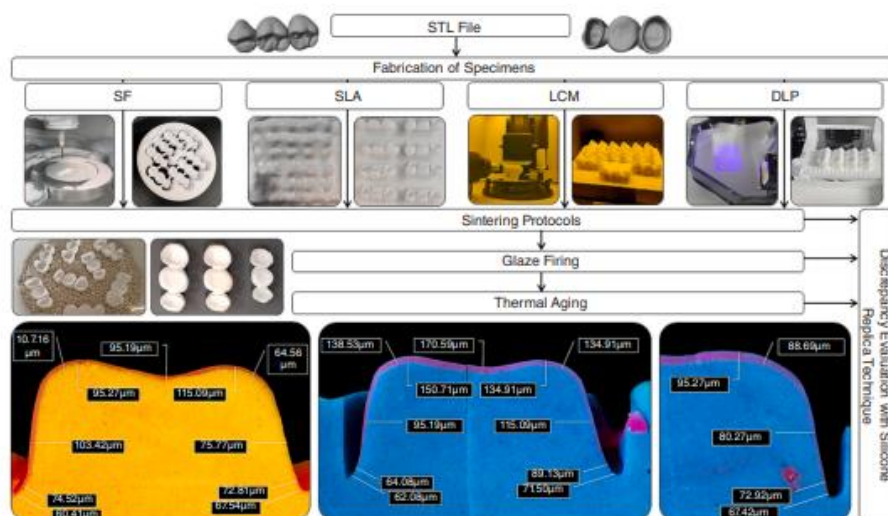 STL File
Fabrication of Specimens
SF
SLA
LCM
DLP
Sintering Protocols
Glaze Firing
Thermal Aging
Discrepancy Evaluation with Silicone
Replica Technique
10.7.16
μm
95.19μm
64.56
μm
95.27μm
115.09μm
103.42μm
75.77μm
74.52μm
60.41μm
72.81μm
67.54μm
138.53μm
170.59μm
134.91μm
150.71μm
134.91μm
95.19μm
115.09μm
64.08μm
62.08μm
89.13μm
71.50μm
88.69μm
95.27μm
80.27μm
72.92μm
67.42μm